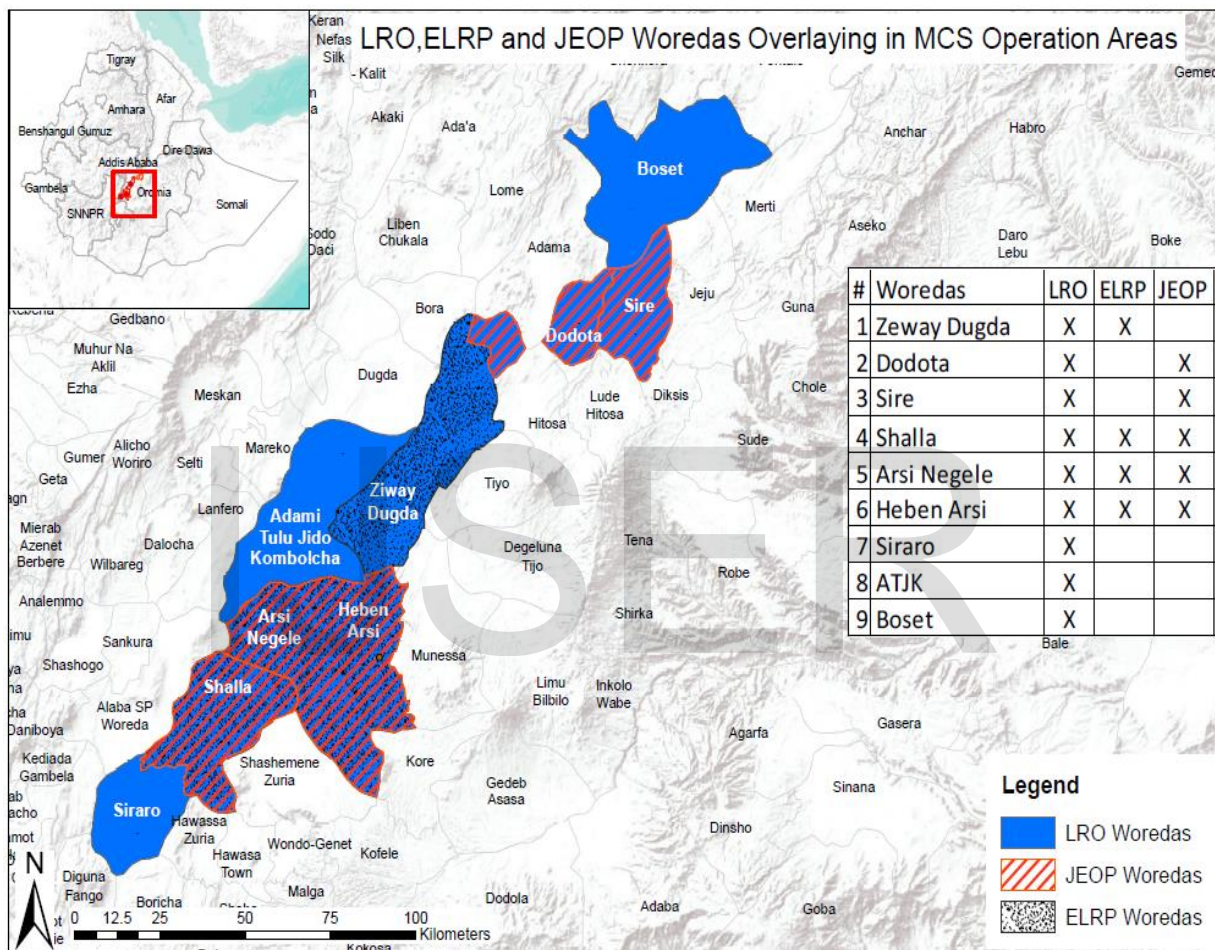 LRO,ELRP and JEOP Woredas Overlaying in MCS Operation Areas
Tigray
Afar
Amhara
Benshangul Gumuz
Dire Dawa
Addis Ababa
Gambela
Oromia
Somali
SNNPR
Keran
Nefas
Silk
- Kalit
Akaki
Ada'a
Gemed
Anchar
Habro
Boset
Lome
Merti
Liben
Chukala
Aseko
Daro
Lebu
Boke
Adama
Bora
Jeju
Sire
Guna
Dodota
Gedbano
Muhur Na
Aklil
Ezha
Dugda
Meskan
Chole
Lude
Hitosa
Diksis
Hitosa
Alicho
Woriro
Mareko
Sude
Gumer
Selti
Geta
Tiyo
Ziway
Dugda
Lanfero
Adami
Tulu Jido
Kombolcha
Mierab
Azenet
Berbere
Dalocha
Wilbareg
Degeluna
Tijo
Tena
Robe
Analemmo
Shirka
Arsi
Negele
Heben
Arsi
Sankura
Shashogo
Munessa
Bale
Shalla
Limu
Bilbilo
Inkolo
Wabe
Alaba SP
Woreda
Daniboya
Gasera
Agarfa
Kediada
Gambela
Shashemene
Zuria
Kore
Gedeb
Asasa
Sinana
Siraro
Hawassa
Zuria
Dinsho
Hawasa
Town
Wondo-Genet
Kofele
Diguna
Fango
Boricha
Malga
Dodola
Adaba
Goba
Kokosa
# Woredas LRO ELRP JEOP
1 Zeway Dugda X X
2 Dodota X X
3 Sire X X
4 Shalla X X X
5 Arsi Negele X X X
6 Heben Arsi X X X
7 Siraro X
8 ATJK X
9 Boset X
Legend
LRO Woredas
JEOP Woredas
ELRP Woredas
N
0 12.5 25 50 75 100
Kilometers
USER